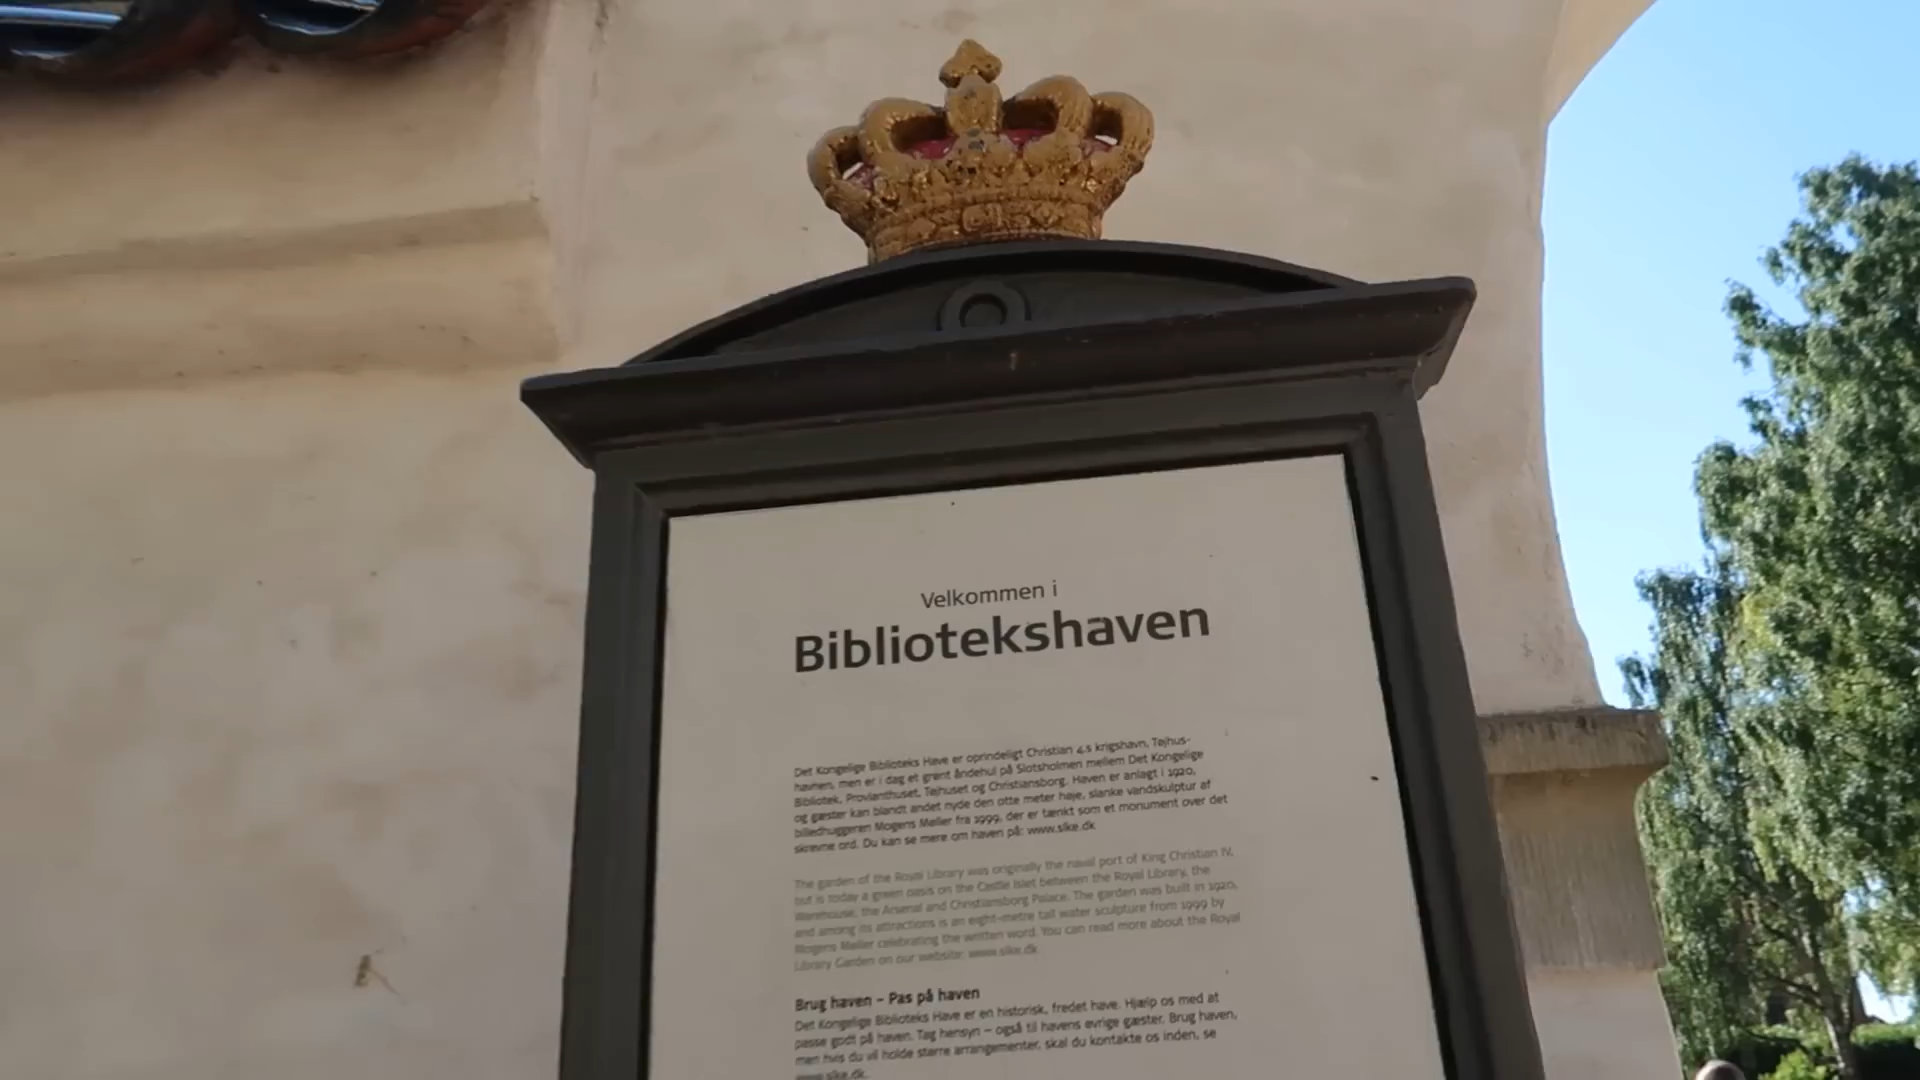 Velkommen i
Bibliotekshaven
Det Kongelige Biblioteks Have er oprindeligt Christian 4.s krigshavn, Tøjhus-
havnen, men er i dag et grønt åndehul på Slotsholmen mellem Det Kongelige
Bibliotek, Provianthuset, Tøjhuset og Christiansborg. Haven er anlagt i 1920,
og gæster kan blandt andet nyde den otte meter høje, slanke vandskulptur af
billedhuggeren Mogens Møller fra 1999, der er tænkt som et monument over det
skrevne ord. Du kan se mere om haven på: www.slke.dk
The garden of the Royal Library was originally the naval port of King Christian IV,
but is today a green oasis on the Castle Islet between the Royal Library, the
Warehouse, the Arsenal and Christiansborg Palace. The garden was built in 1920,
and among its attractions is an eight-metre tall water sculpture from 1999 by
Mogens Møller celebrating the written word. You can read more about the Royal
Library Garden on our website: www.slke.dk
Brug haven – Pas på haven
Det Kongelige Biblioteks Have er en historisk, fredet have. Hjælp os med at
passe godt på haven. Tag hensyn – også til havens øvrige gæster. Brug haven,
men hvis du vil holde større arrangementer, skal du kontakte os inden, se
www.slke.dk.